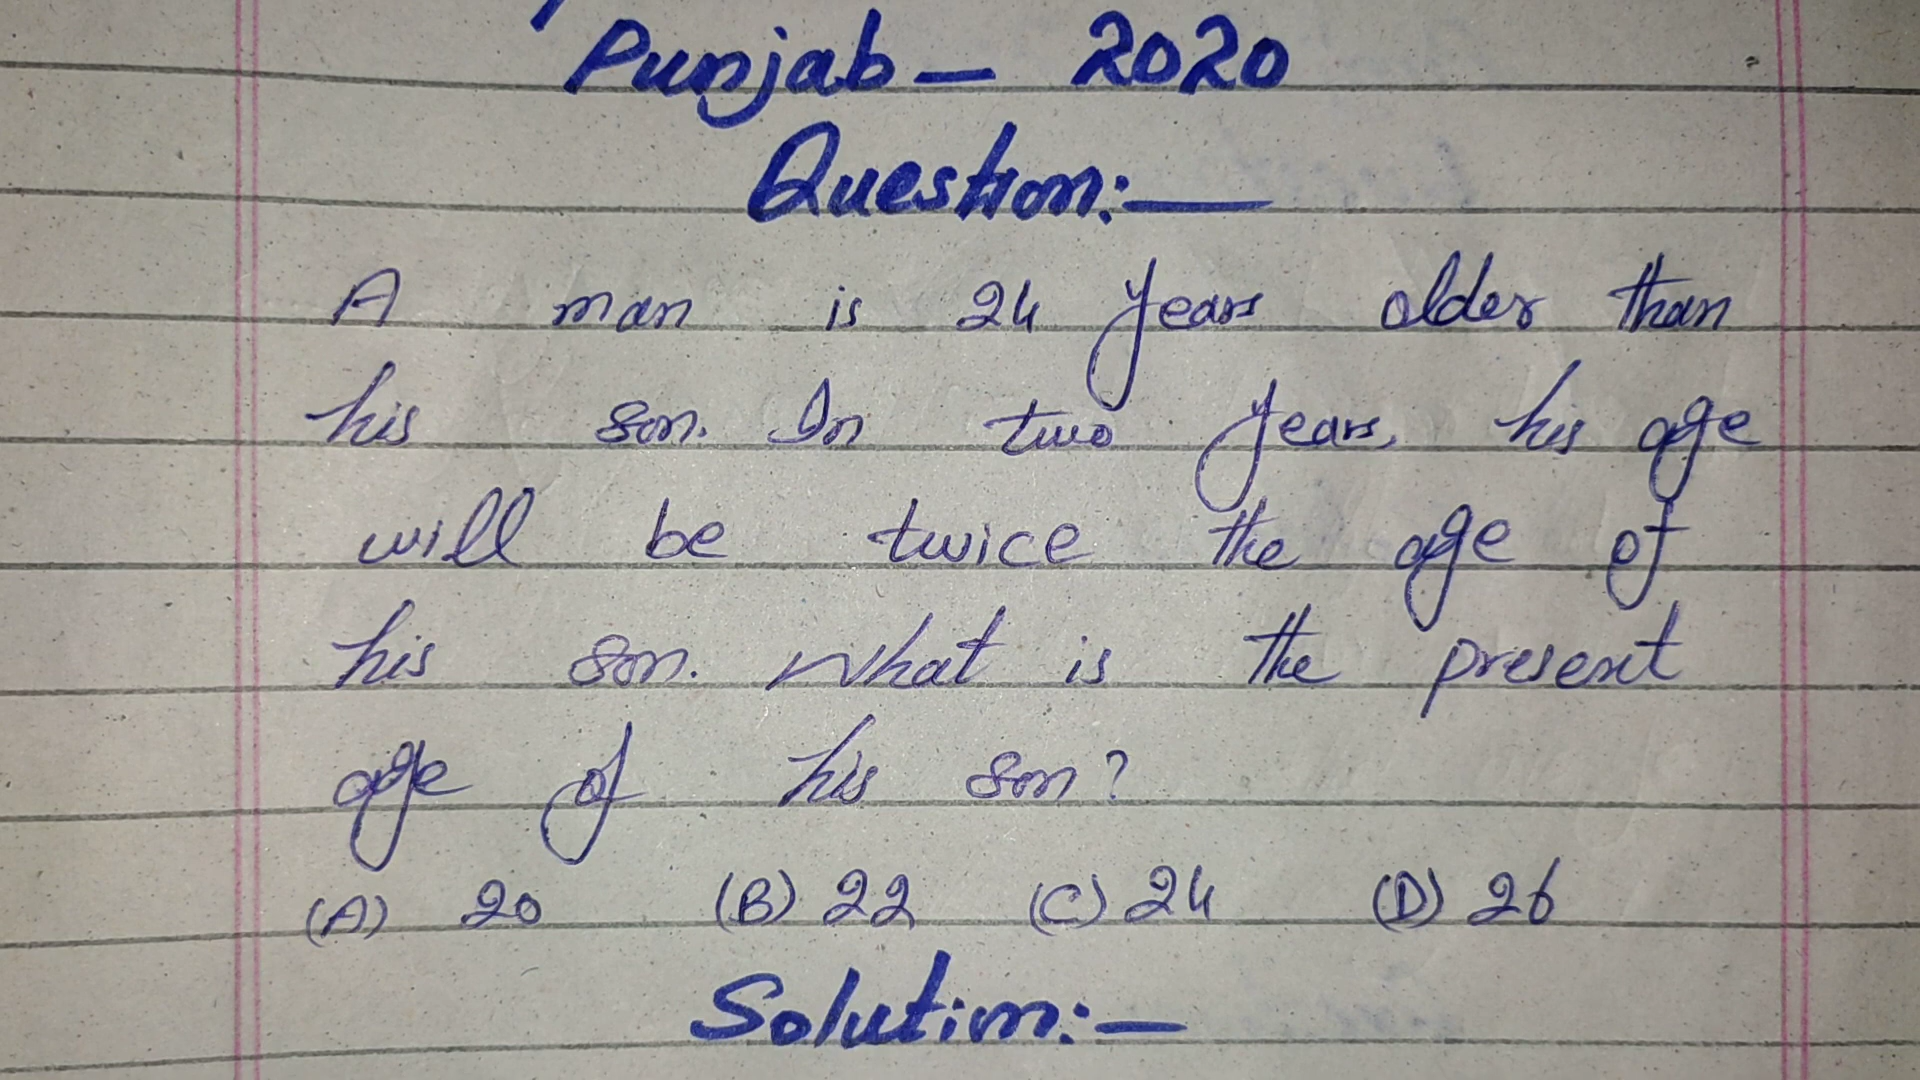 Punjab - 2020
Question:-
A man is 24 years older than
his son. In two years, his age
will be twice the age of
his son. What is the present
age of his son?
(A) 20 (B) 22 (C) 24 (D) 26
Solution:-